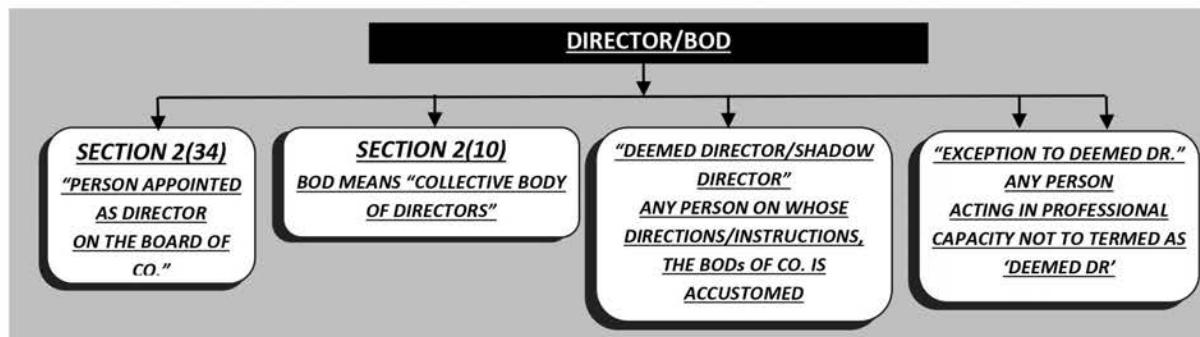 DIRECTOR/BOD
SECTION 2(34)
“PERSON APPOINTED
AS DIRECTOR
ON THE BOARD OF
CO.”
SECTION 2(10)
BOD MEANS “COLLECTIVE BODY
OF DIRECTORS”
“DEEMED DIRECTOR/SHADOW
DIRECTOR”
ANY PERSON ON WHOSE
DIRECTIONS/INSTRUCTIONS,
THE BODs OF CO. IS
ACCUSTOMED
“EXCEPTION TO DEEMED DR.”
ANY PERSON
ACTING IN PROFESSIONAL
CAPACITY NOT TO TERMED AS
‘DEEMED DR’